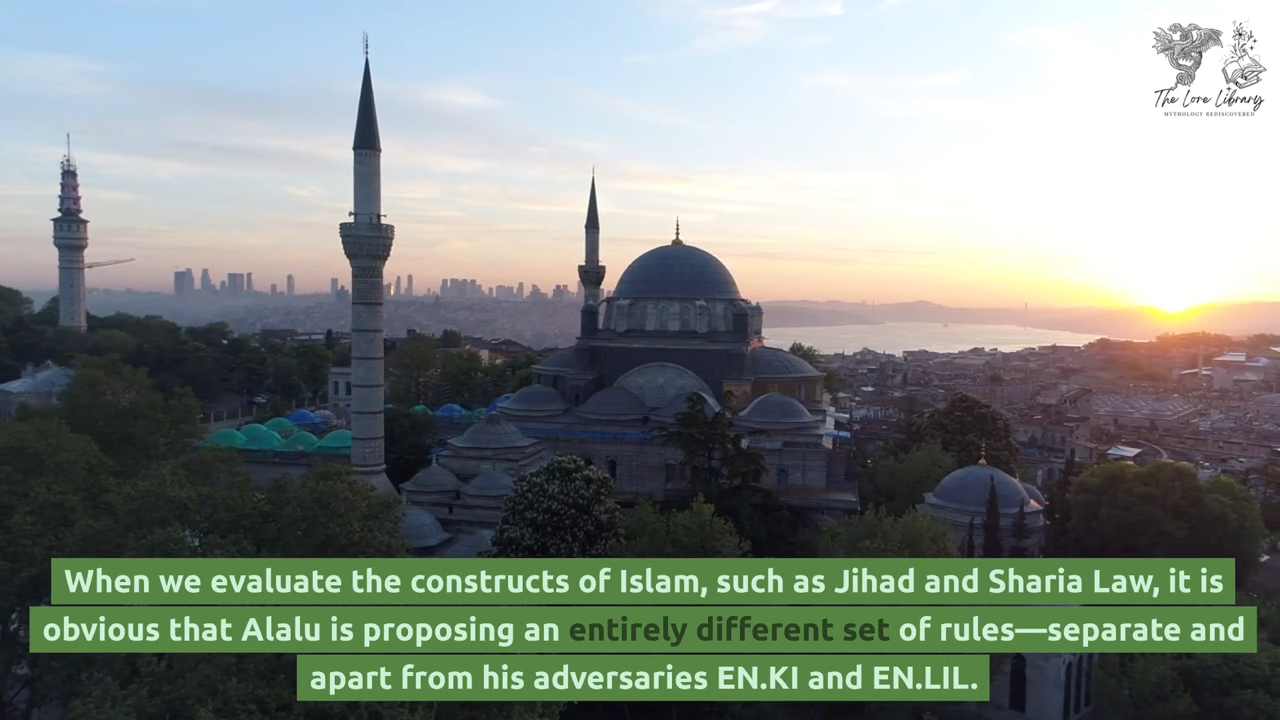 The Lore Library
MYTHOLOGY REDISCOVERED
When we evaluate the constructs of Islam, such as Jihad and Sharia Law, it is
obvious that Alalu is proposing an entirely different set of rules—separate and
apart from his adversaries EN.KI and EN.LIL.